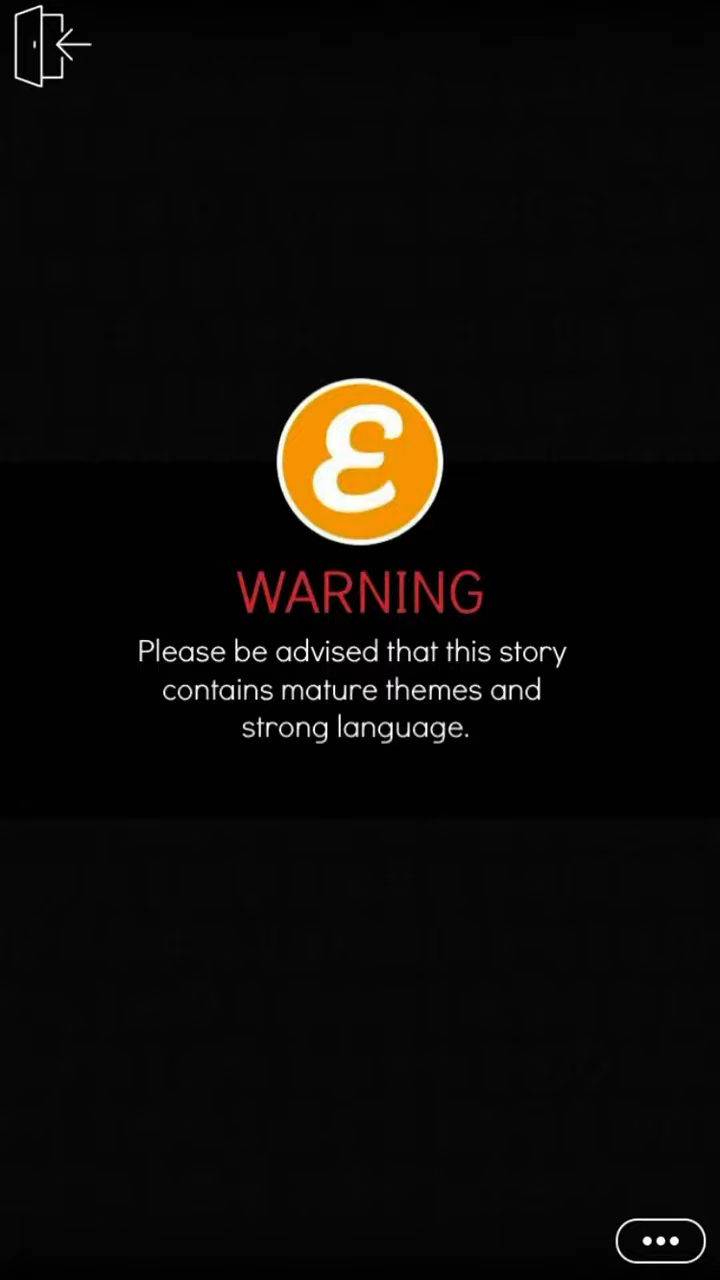 ε
WARNING
Please be advised that this story
contains mature themes and
strong language.